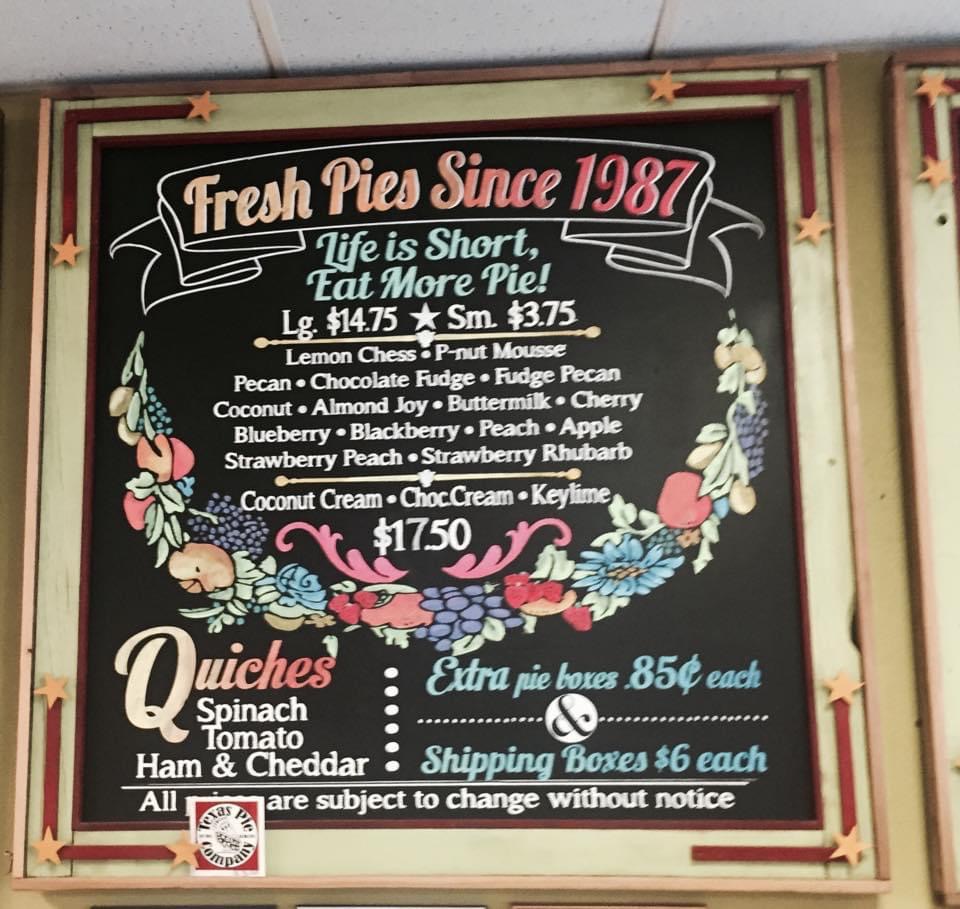 Fresh Pies Since 1987
Life is Short,
Eat More Pie!
Lg. $14.75 ★ Sm. $3.75
Lemon Chess • P-nut Mousse
Pecan • Chocolate Fudge • Fudge Pecan
Coconut • Almond Joy • Buttermilk • Cherry
Blueberry • Blackberry • Peach • Apple
Strawberry Peach • Strawberry Rhubarb
Coconut Cream • Choc.Cream • Keylime
$17.50
Quiches
Spinach
Tomato
Ham & Cheddar
Extra pie boxes .85¢ each
&
Shipping Boxes $6 each
All are subject to change without notice
Texas Pie
Company